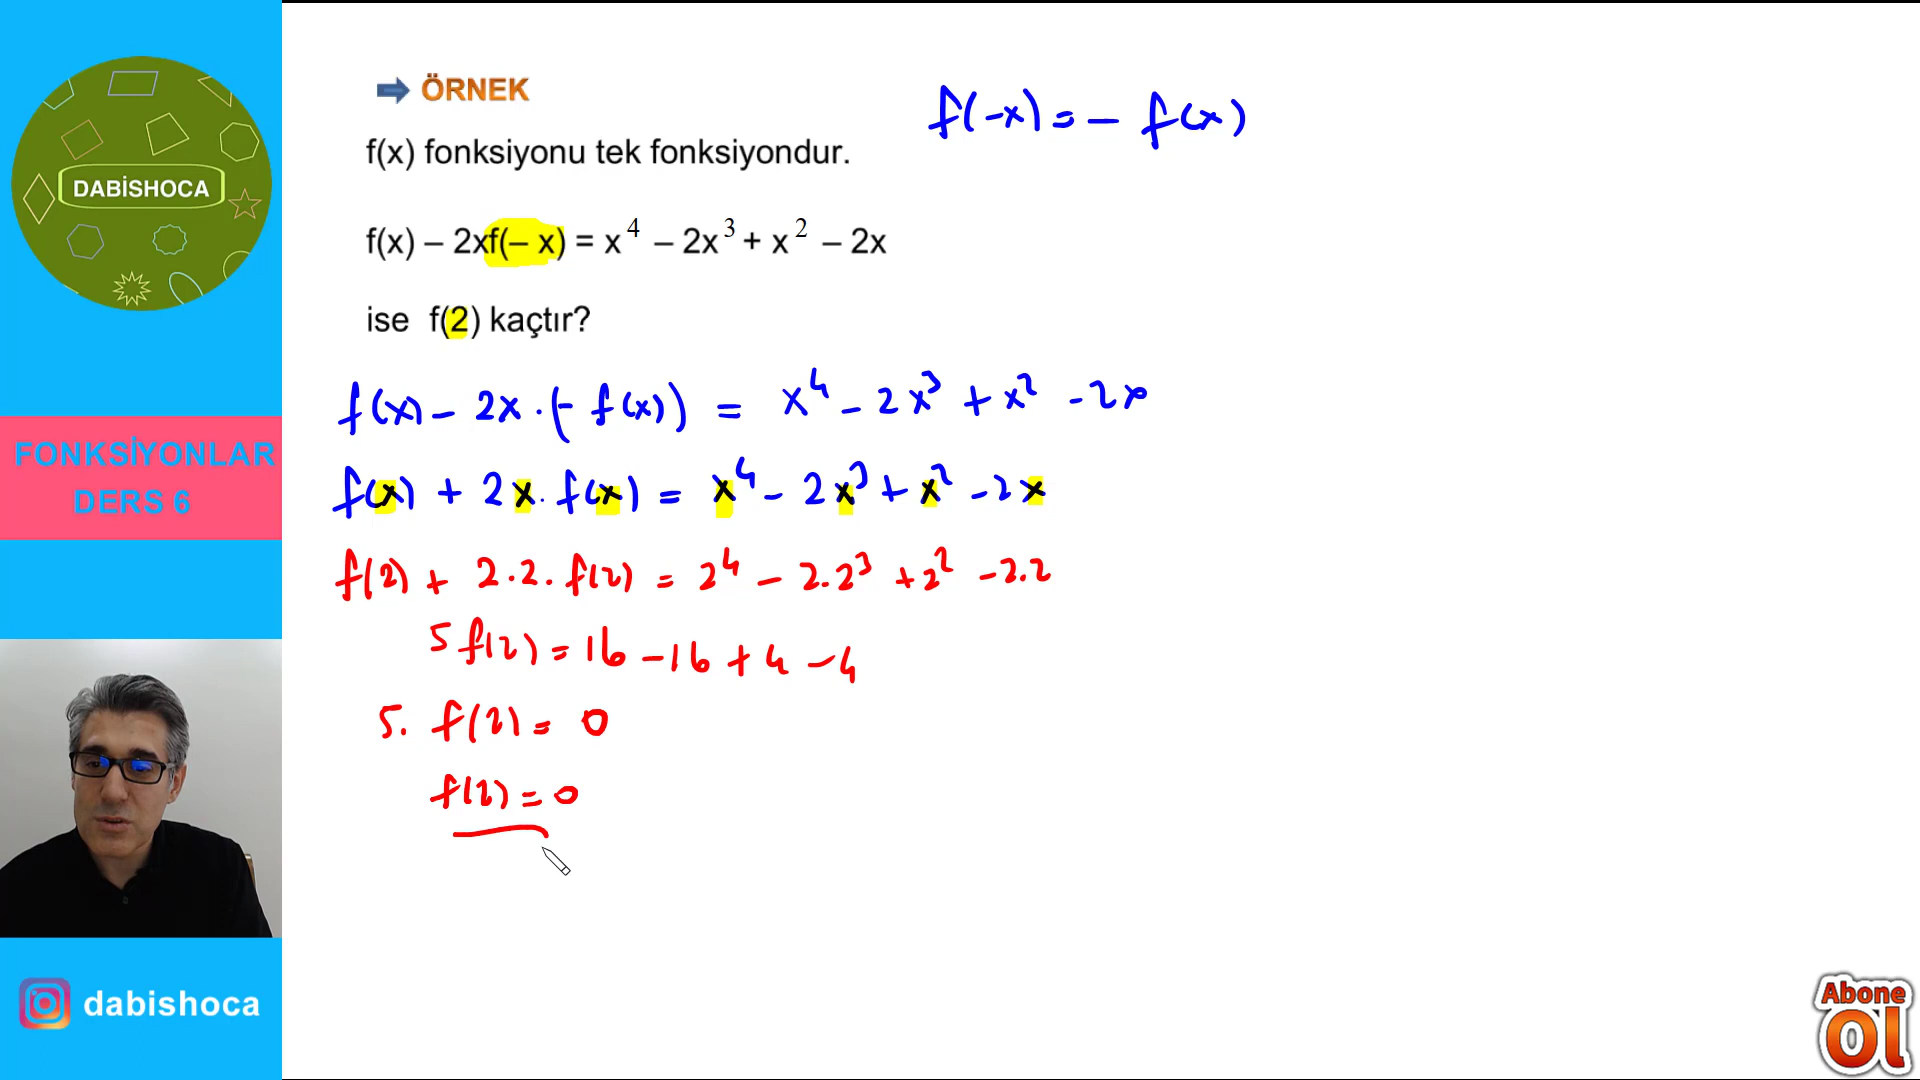 DABİSHOCA
FONKSİYONLAR
DERS 6
dabishoca
ÖRNEK
f(-x) = - f(x)
f(x) fonksiyonu tek fonksiyondur.
f(x) – 2xf(– x) = x⁴ – 2x³ + x² – 2x
ise f(2) kaçtır?
f(x) - 2x . (- f(x)) = x⁴ - 2x³ + x² - 2x
f(x) + 2x . f(x) = x⁴ - 2x³ + x² - 2x
f(2) + 2.2. f(2) = 2⁴ - 2.2³ + 2² - 2.2
5 f(2) = 16 - 16 + 4 - 4
5. f(2) = 0
f(2) = 0
Abone
Ol